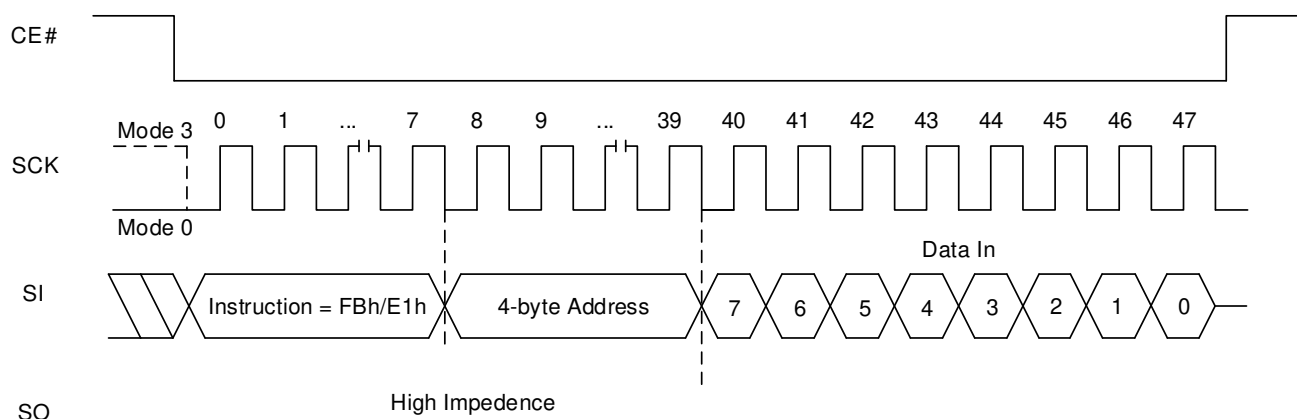 CE#
Mode 3
0 1 ... 7 8 9 ... 39 40 41 42 43 44 45 46 47
SCK
Mode 0
Data In
SI
Instruction = FBh/E1h 4-byte Address 7 6 5 4 3 2 1 0
High Impedence
SO